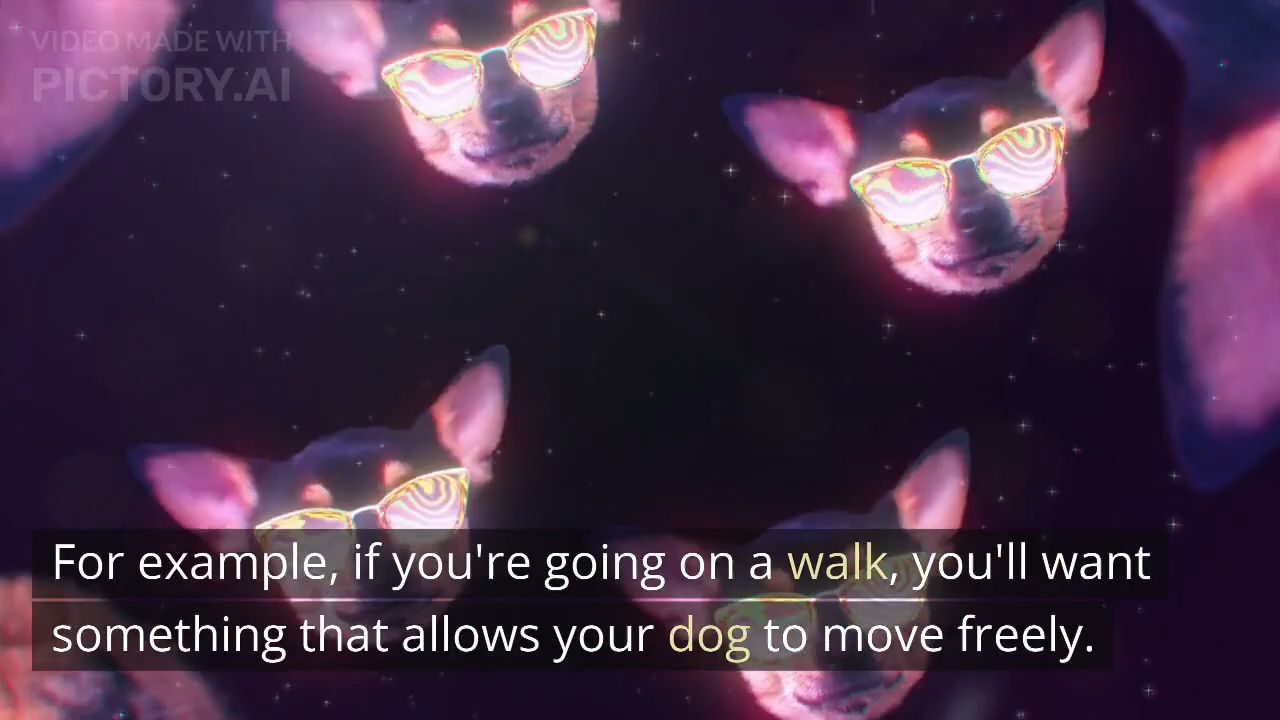 VIDEO MADE WITH
PICTORY.AI
For example, if you're going on a walk, you'll want
something that allows your dog to move freely.